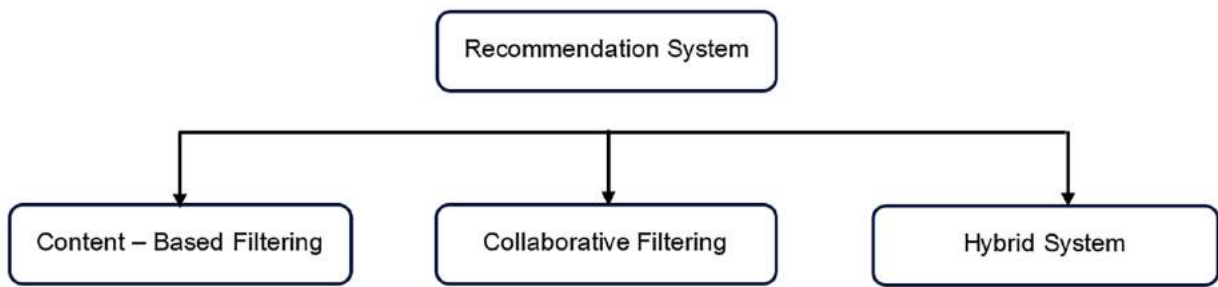 Recommendation System
Content – Based Filtering
Collaborative Filtering
Hybrid System